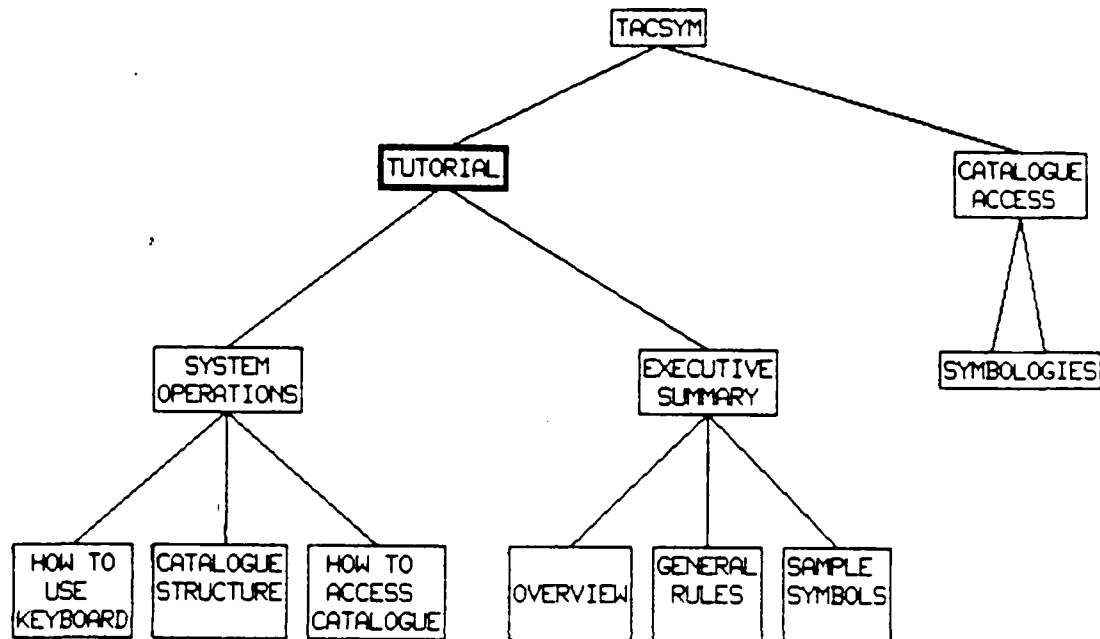 TACSYM
TUTORIAL
CATALOGUE
ACCESS
SYSTEM
OPERATIONS
EXECUTIVE
SUMMARY
SYMBOLOGIES
HOW TO
USE
KEYBOARD
CATALOGUE
STRUCTURE
HOW TO
ACCESS
CATALOGUE
OVERVIEW
GENERAL
RULES
SAMPLE
SYMBOLS